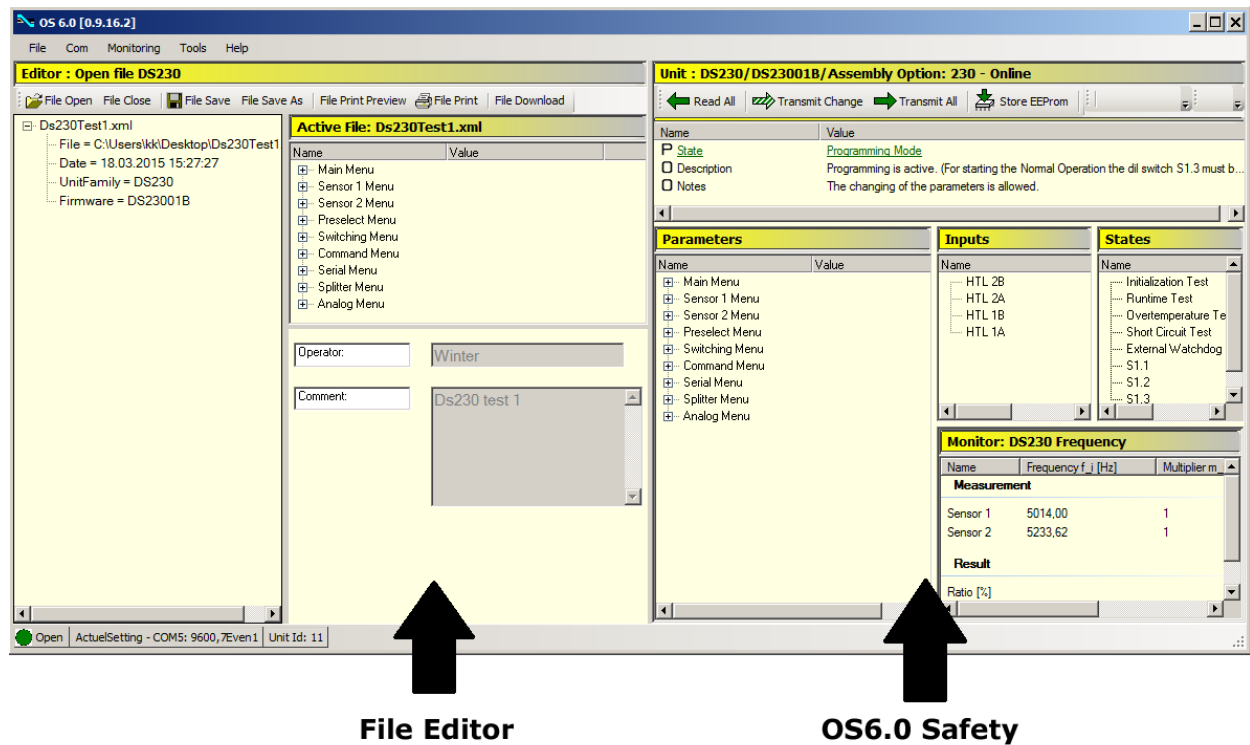 OS 6.0 [0.9.16.2]
File Com Monitoring Tools Help
Editor : Open file DS230
File Open File Close File Save File Save As File Print Preview File Print File Download
Ds230Test1.xml
File = C:\Users\kk\Desktop\Ds230Test1
Date = 18.03.2015 15:27:27
UnitFamily = DS230
Firmware = DS23001B
Active File: Ds230Test1.xml
Name Value
Main Menu
Sensor 1 Menu
Sensor 2 Menu
Preselect Menu
Switching Menu
Command Menu
Serial Menu
Splitter Menu
Analog Menu
Operator: Winter
Comment: Ds230 test 1
Unit : DS230/DS23001B/Assembly Option: 230 - Online
Read All Transmit Change Transmit All Store EEProm
Name Value
State Programming Mode
Description Programming is active. (For starting the Normal Operation the dil switch S1.3 must b...
Notes The changing of the parameters is allowed.
Parameters
Name Value
Main Menu
Sensor 1 Menu
Sensor 2 Menu
Preselect Menu
Switching Menu
Command Menu
Serial Menu
Splitter Menu
Analog Menu
Inputs
Name
HTL 2B
HTL 2A
HTL 1B
HTL 1A
States
Name
Initialization Test
Runtime Test
Overtemperature Te
Short Circuit Test
External Watchdog
S1.1
S1.2
S1.3
Monitor: DS230 Frequency
Name Frequency f_i [Hz] Multiplier m_
Measurement
Sensor 1 5014,00 1
Sensor 2 5233,62 1
Result
Ratio [%]
Open ActuelSetting - COM5: 9600,7Even1 Unit Id: 11
File Editor
OS6.0 Safety